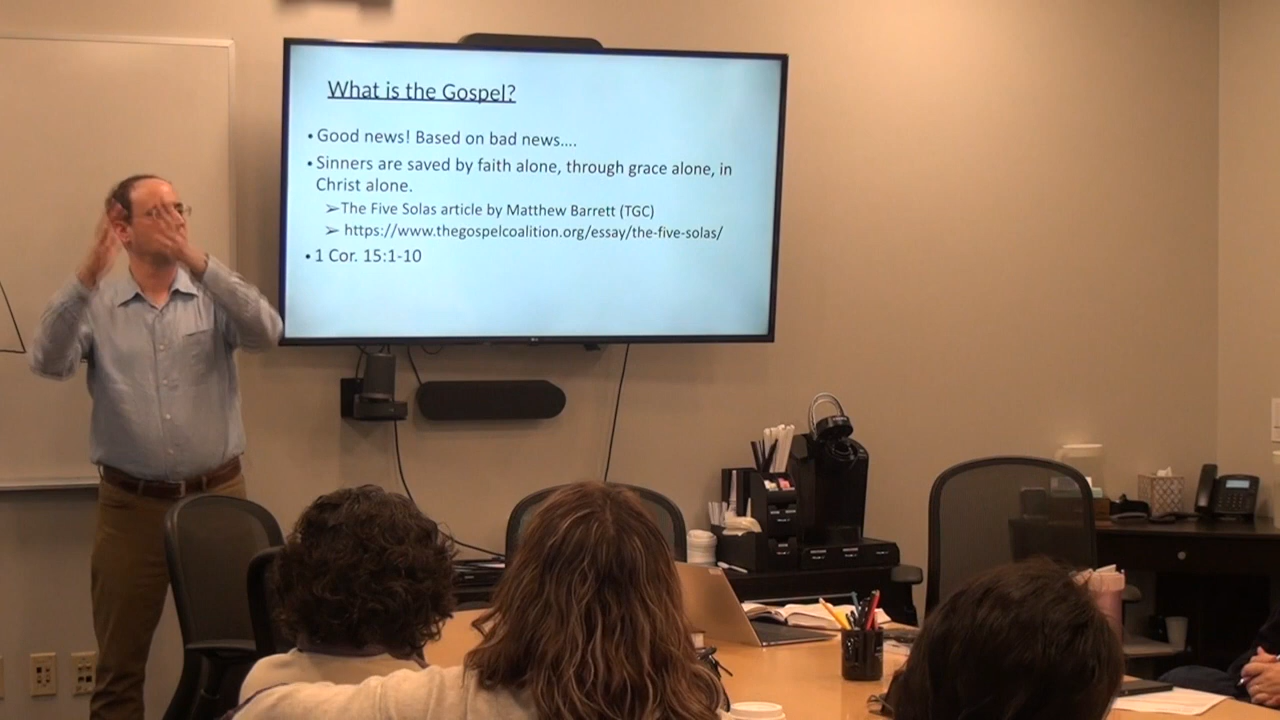 What is the Gospel?
• Good news! Based on bad news....
• Sinners are saved by faith alone, through grace alone, in
Christ alone.
➢The Five Solas article by Matthew Barrett (TGC)
➢ https://www.thegospelcoalition.org/essay/the-five-solas/
• 1 Cor. 15:1-10